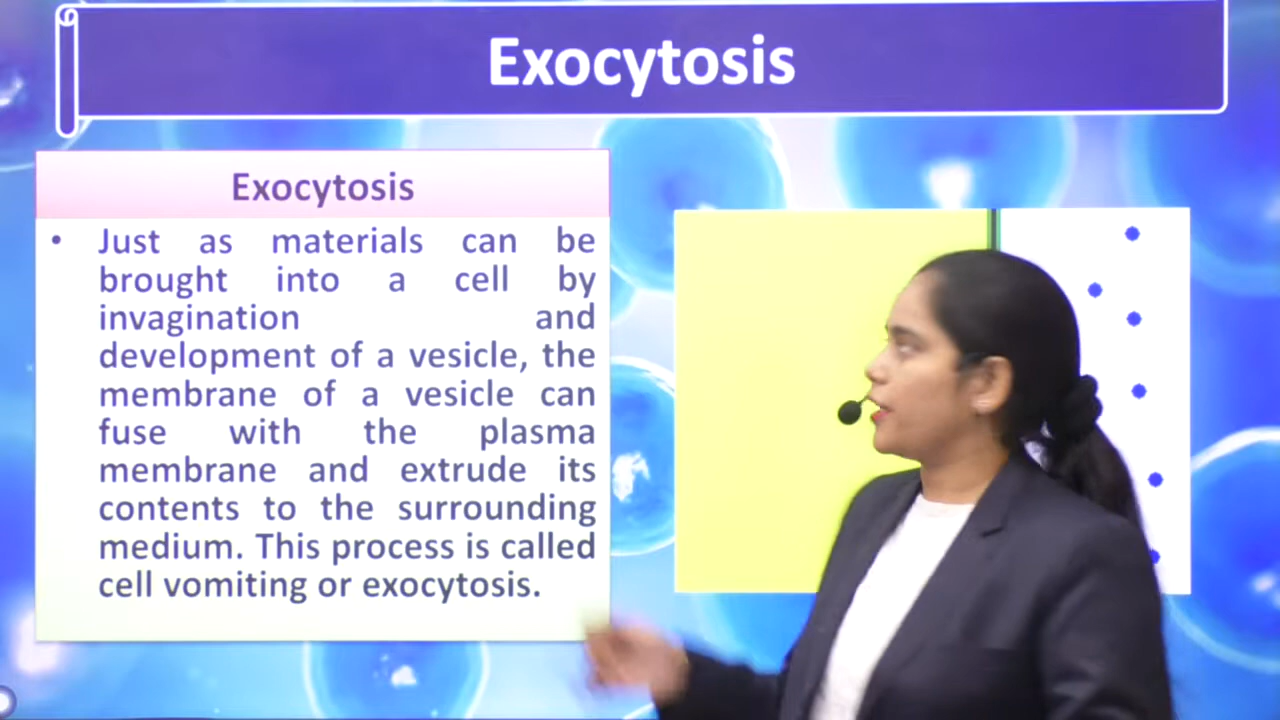 Exocytosis
Exocytosis
• Just as materials can be
brought into a cell by
invagination and
development of a vesicle, the
membrane of a vesicle can
fuse with the plasma
membrane and extrude its
contents to the surrounding
medium. This process is called
cell vomiting or exocytosis.